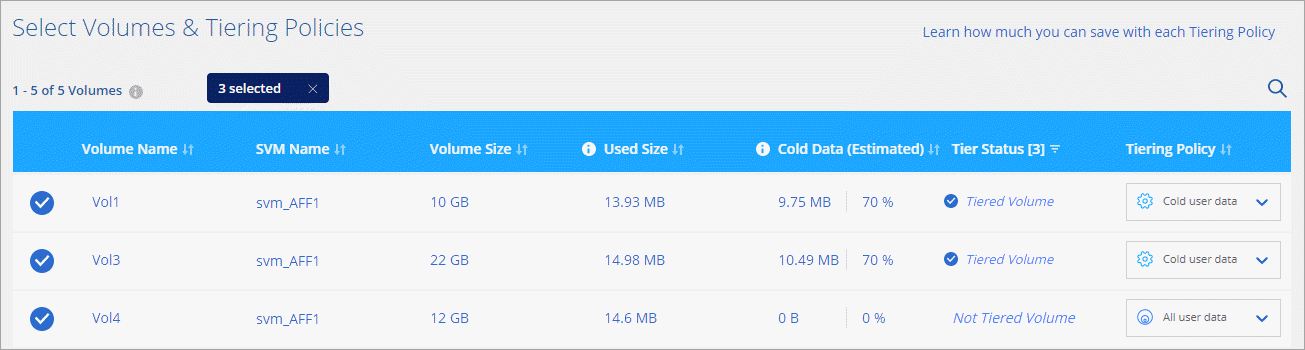 Select Volumes & Tiering Policies
Learn how much you can save with each Tiering Policy
1 - 5 of 5 Volumes
3 selected
Volume Name SVM Name Volume Size Used Size Cold Data (Estimated) Tier Status [3] Tiering Policy
Vol1 svm_AFF1 10 GB 13.93 MB 9.75 MB 70 % Tiered Volume Cold user data
Vol3 svm_AFF1 22 GB 14.98 MB 10.49 MB 70 % Tiered Volume Cold user data
Vol4 svm_AFF1 12 GB 14.6 MB 0 B 0 % Not Tiered Volume All user data